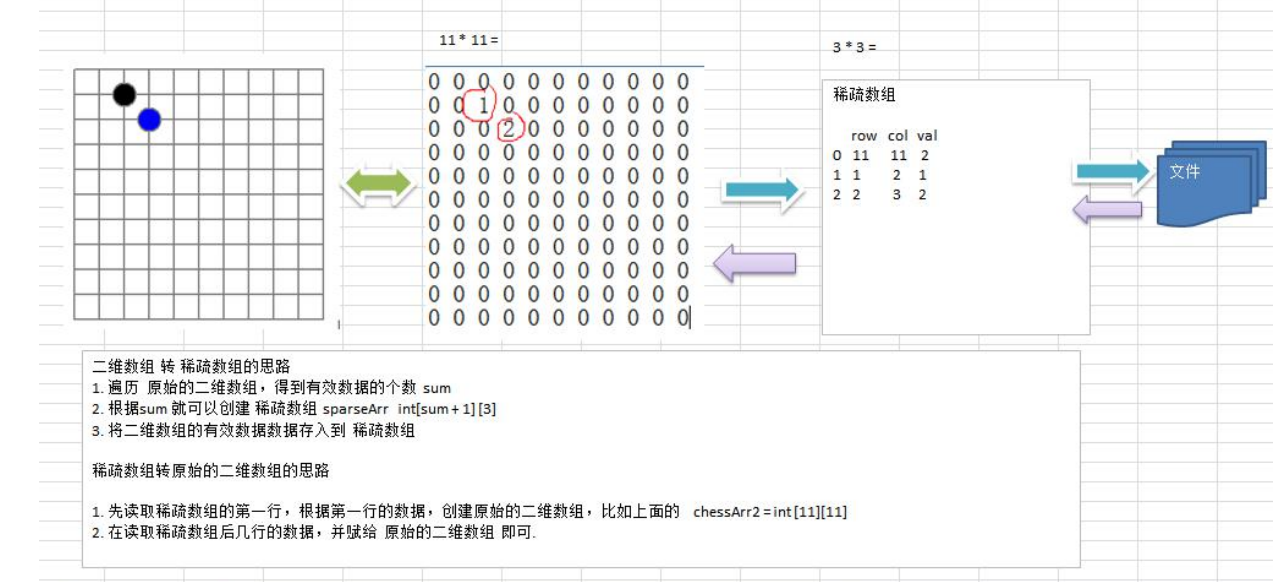 11 * 11 =
3 * 3 =
0 0 0 0 0 0 0 0 0 0 0
0 0 1 0 0 0 0 0 0 0 0
0 0 0 2 0 0 0 0 0 0 0
0 0 0 0 0 0 0 0 0 0 0
0 0 0 0 0 0 0 0 0 0 0
0 0 0 0 0 0 0 0 0 0 0
0 0 0 0 0 0 0 0 0 0 0
0 0 0 0 0 0 0 0 0 0 0
0 0 0 0 0 0 0 0 0 0 0
0 0 0 0 0 0 0 0 0 0 0
0 0 0 0 0 0 0 0 0 0 0
稀疏数组
row col val
0 11 11 2
1 1 2 1
2 2 3 2
文件
二维数组 转 稀疏数组的思路
1. 遍历 原始的二维数组，得到有效数据的个数 sum
2. 根据sum 就可以创建 稀疏数组 sparseArr int[sum + 1] [3]
3. 将二维数组的有效数据数据存入到 稀疏数组
稀疏数组转原始的二维数组的思路
1. 先读取稀疏数组的第一行，根据第一行的数据，创建原始的二维数组，比如上面的 chessArr2 = int [11][11]
2. 在读取稀疏数组后几行的数据，并赋给 原始的二维数组 即可.